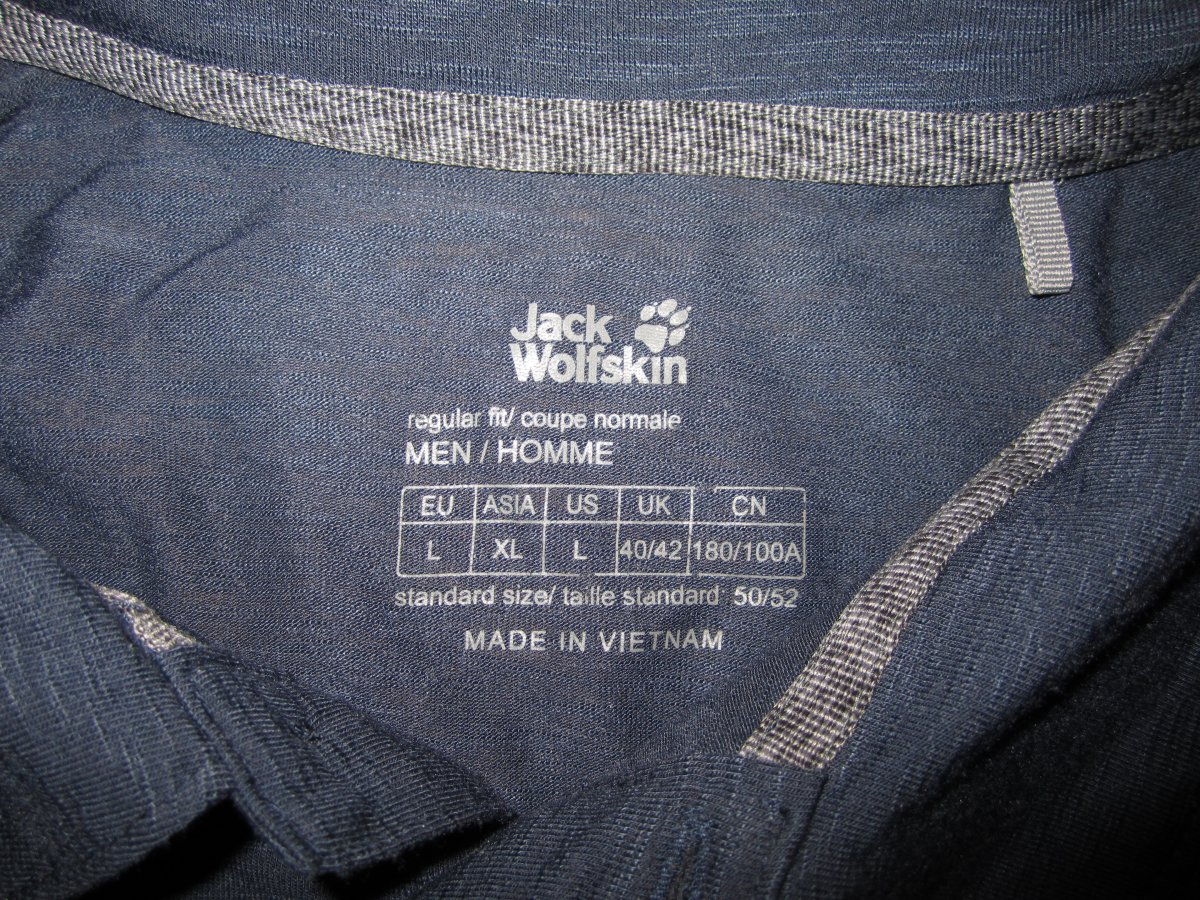 Jack
Wolfskin
regular fit/ coupe normale
MEN / HOMME
EU ASIA US UK CN
L XL L 40/42 180/100A
standard size/ taille standard 50/52
MADE IN VIETNAM